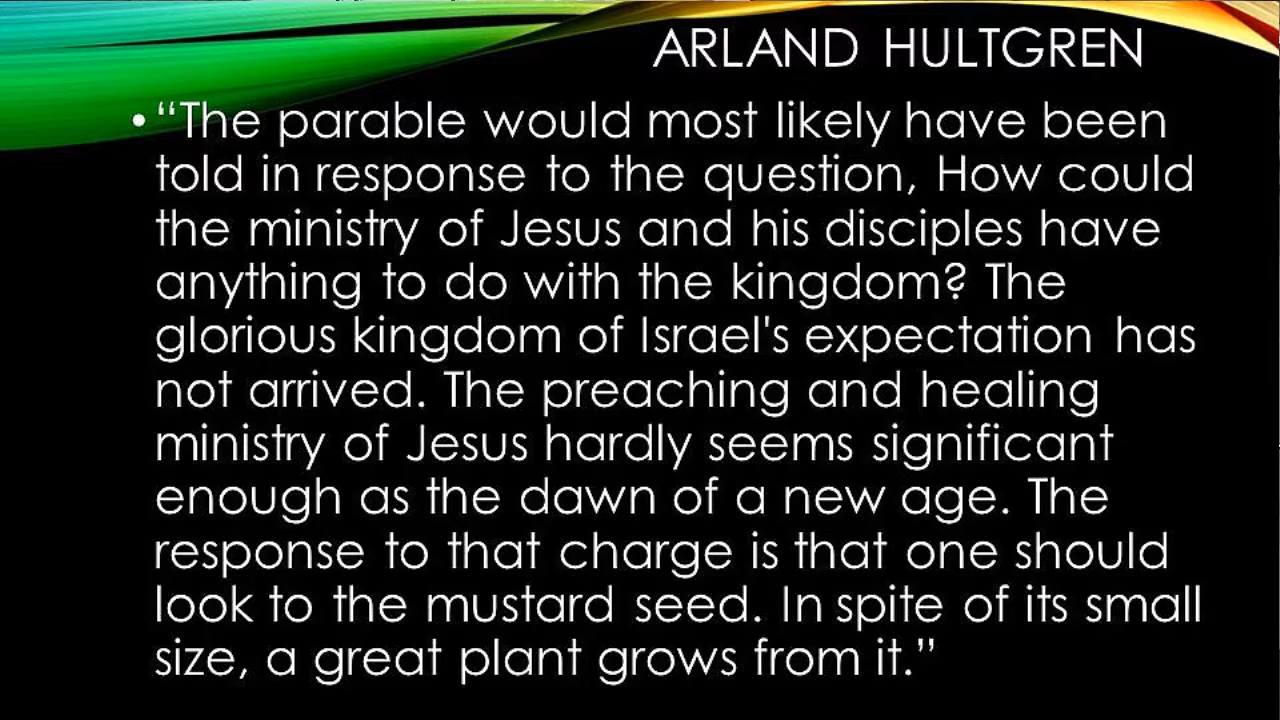 ARLAND HULTGREN
• “The parable would most likely have been
told in response to the question, How could
the ministry of Jesus and his disciples have
anything to do with the kingdom? The
glorious kingdom of Israel's expectation has
not arrived. The preaching and healing
ministry of Jesus hardly seems significant
enough as the dawn of a new age. The
response to that charge is that one should
look to the mustard seed. In spite of its small
size, a great plant grows from it.”